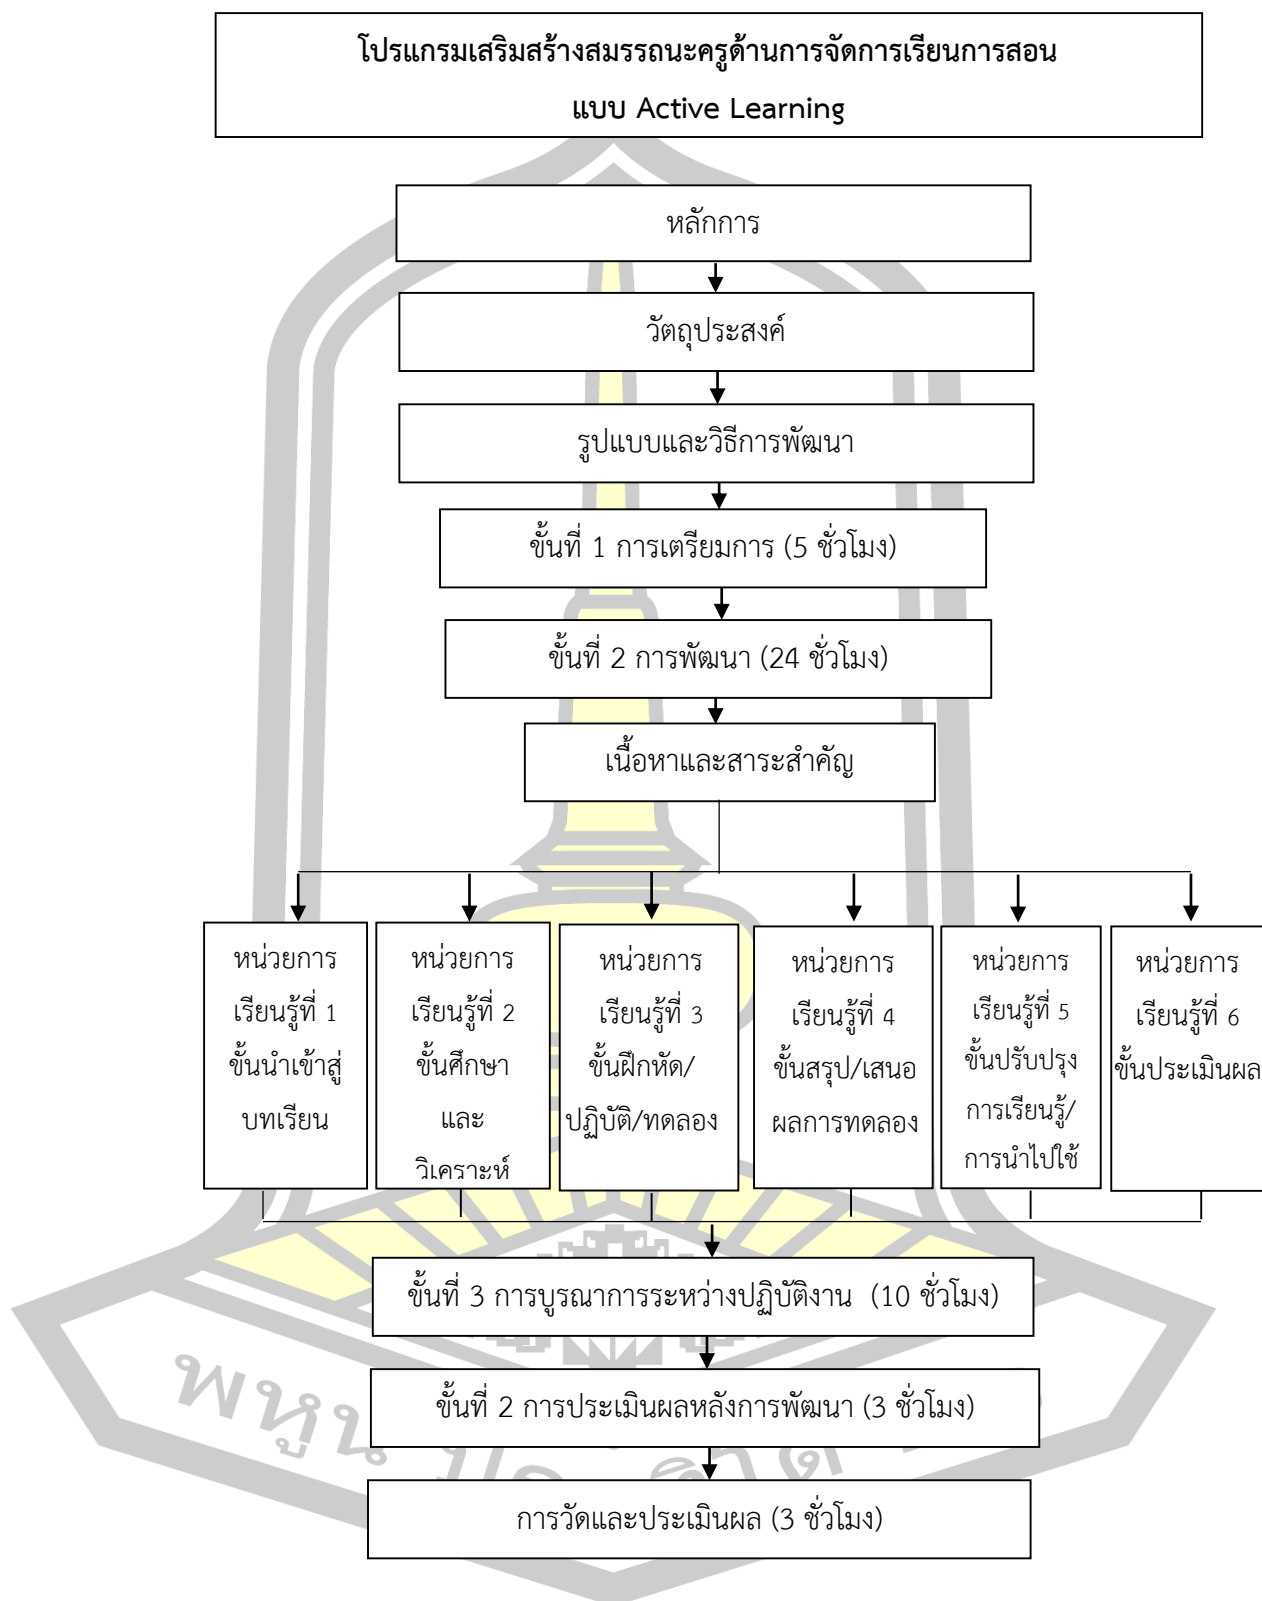 โปรแกรมเสริมสร้างสมรรถนะครูด้านการจัดการเรียนการสอน
แบบ Active Learning
หลักการ
วัตถุประสงค์
รูปแบบและวิธีการพัฒนา
ขั้นที่ 1 การเตรียมการ (5 ชั่วโมง)
ขั้นที่ 2 การพัฒนา (24 ชั่วโมง)
เนื้อหาและสาระสำคัญ
หน่วยการ
เรียนรู้ที่ 1
ขั้นนำเข้าสู่
บทเรียน
หน่วยการ
เรียนรู้ที่ 2
ขั้นศึกษา
และ
วิเคราะห์
หน่วยการ
เรียนรู้ที่ 3
ขั้นฝึกหัด/
ปฏิบัติ/ทดลอง
หน่วยการ
เรียนรู้ที่ 4
ขั้นสรุป/เสนอ
ผลการทดลอง
หน่วยการ
เรียนรู้ที่ 5
ขั้นปรับปรุง
การเรียนรู้/
การนำไปใช้
หน่วยการ
เรียนรู้ที่ 6
ขั้นประเมินผล
ขั้นที่ 3 การบูรณาการระหว่างปฏิบัติงาน (10 ชั่วโมง)
ขั้นที่ 2 การประเมินผลหลังการพัฒนา (3 ชั่วโมง)
การวัดและประเมินผล (3 ชั่วโมง)
พหูน